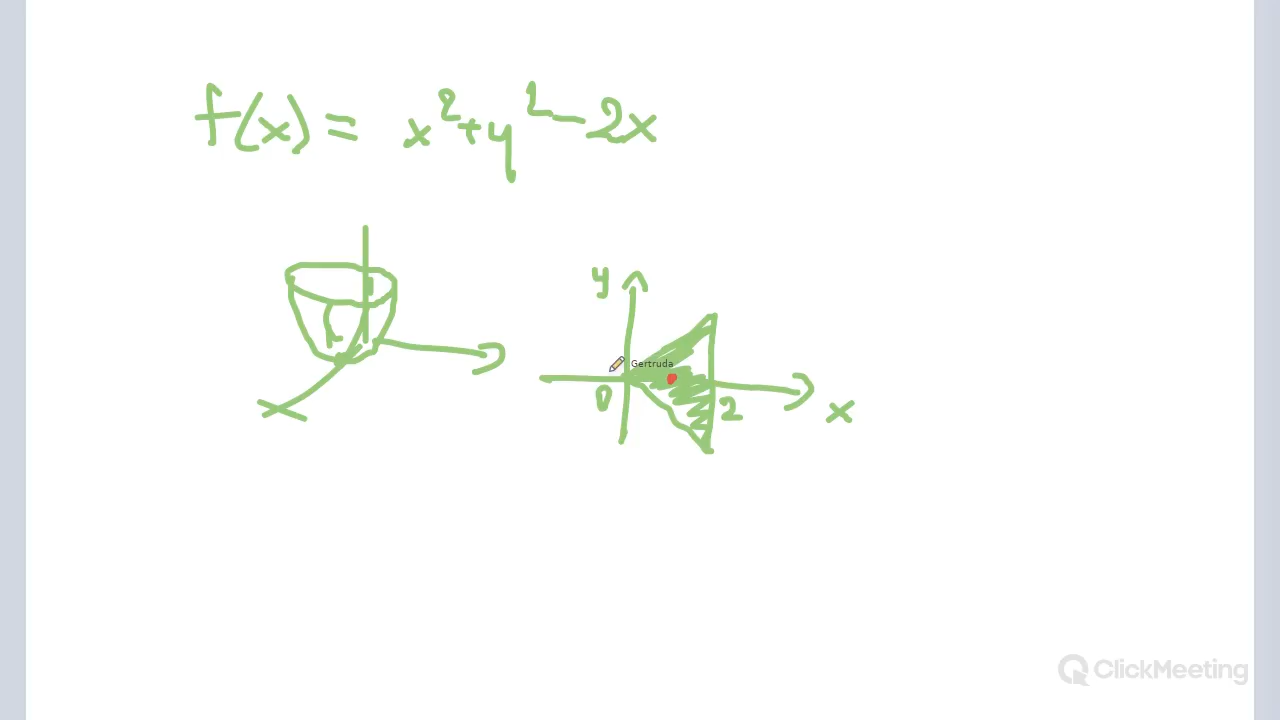 f(x) = x² + y² - 2x
y
Gertruda
0
2
x
ClickMeeting